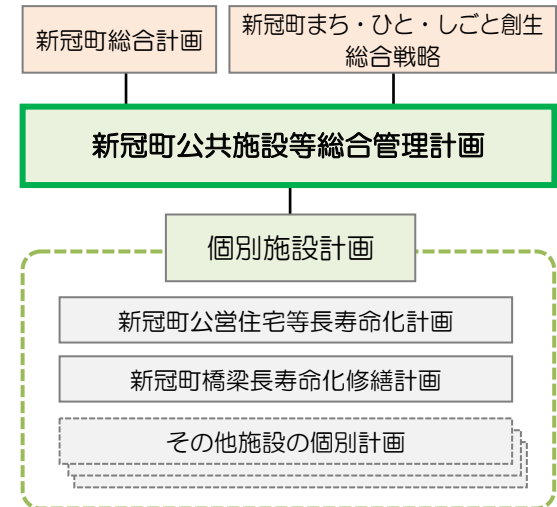 新冠町総合計画
新冠町まち・ひと・しごと創生
総合戦略
新冠町公共施設等総合管理計画
個別施設計画
新冠町公営住宅等長寿命化計画
新冠町橋梁長寿命化修繕計画
その他施設の個別計画